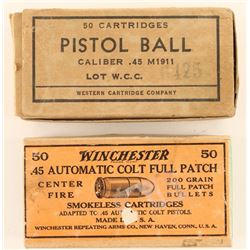 50 CARTRIDGES
PISTOL BALL
CALIBER .45 M1911
LOT W.C.C.
6425
WESTERN CARTRIDGE COMPANY
50 WINCHESTER 50
.45 AUTOMATIC COLT FULL PATCH
CENTER FIRE
200 GRAIN FULL PATCH BULLETS
SMOKELESS CARTRIDGES
ADAPTED TO .45 AUTOMATIC COLT PISTOLS.
MADE IN U.S.A.
WINCHESTER REPEATING ARMS CO., NEW HAVEN, CONN., U.S.A.